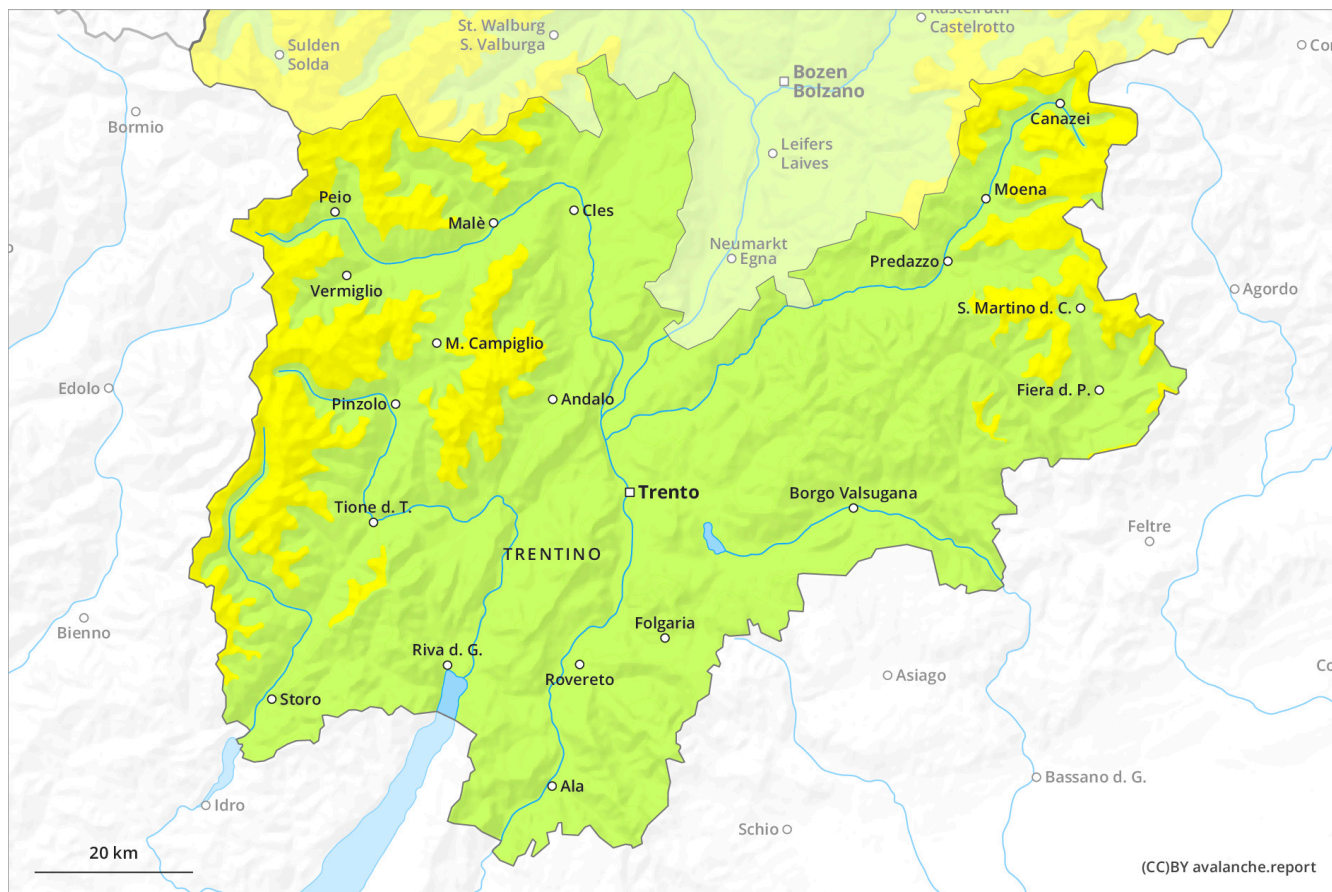 Kastelruth
Castelrotto
St. Walburg
S. Valburga
Sulden
Solda
Bozen
Bolzano
Bormio
Canazei
Leifers
Laives
Peio
Moena
Malè
Cles
Neumarkt
Egna
Predazzo
Vermiglio
Agordo
S. Martino d. C.
M. Campiglio
Edolo
Pinzolo
Andalo
Fiera d. P.
Trento
Borgo Valsugana
Tione d. T.
Feltre
TRENTINO
Bienno
Folgaria
Riva d. G.
Rovereto
Asiago
Storo
Bassano d. G.
Ala
Idro
Schio
20 km
(CC)BY avalanche.report